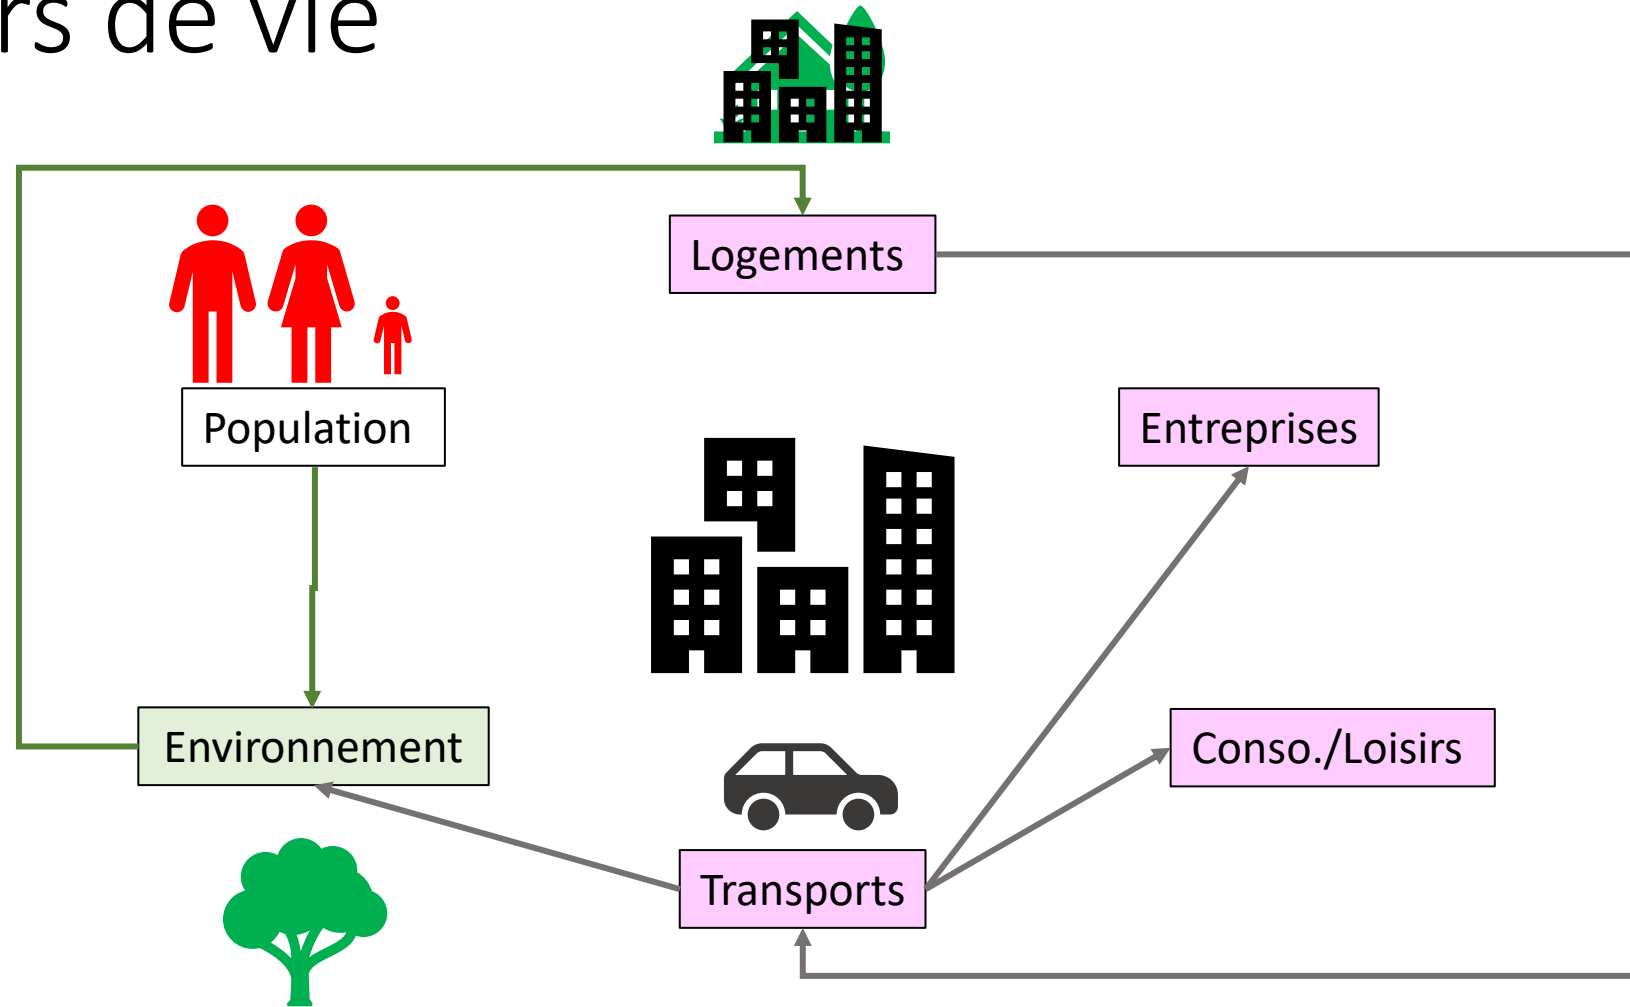 rs de vie
Logements
Population
Entreprises
Environnement
Conso./Loisirs
Transports